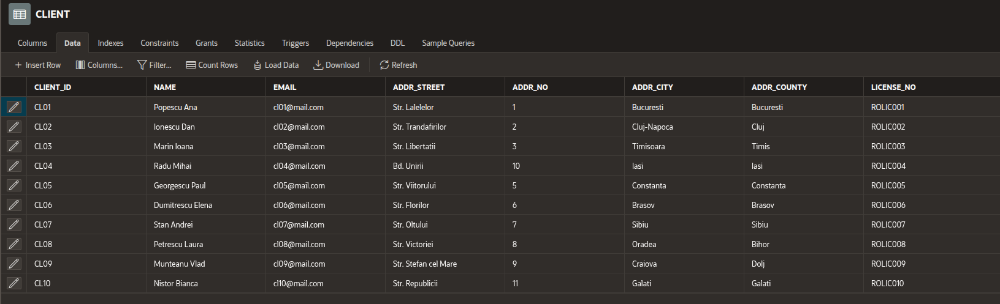 CLIENT
Columns Data Indexes Constraints Grants Statistics Triggers Dependencies DDL Sample Queries
+ Insert Row Columns... Filter... Count Rows Load Data Download Refresh
CLIENT_ID NAME EMAIL ADDR_STREET ADDR_NO ADDR_CITY ADDR_COUNTY LICENSE_NO
CL01 Popescu Ana cl01@mail.com Str. Lalelelor 1 Bucuresti Bucuresti ROLIC001
CL02 Ionescu Dan cl02@mail.com Str. Trandafirilor 2 Cluj-Napoca Cluj ROLIC002
CL03 Marin Ioana cl03@mail.com Str. Libertatii 3 Timisoara Timis ROLIC003
CL04 Radu Mihai cl04@mail.com Bd. Unirii 10 Iasi Iasi ROLIC004
CL05 Georgescu Paul cl05@mail.com Str. Viitorului 5 Constanta Constanta ROLIC005
CL06 Dumitrescu Elena cl06@mail.com Str. Florilor 6 Brasov Brasov ROLIC006
CL07 Stan Andrei cl07@mail.com Str. Oltului 7 Sibiu Sibiu ROLIC007
CL08 Petrescu Laura cl08@mail.com Str. Victoriei 8 Oradea Bihor ROLIC008
CL09 Munteanu Vlad cl09@mail.com Str. Stefan cel Mare 9 Craiova Dolj ROLIC009
CL10 Nistor Bianca cl10@mail.com Str. Republicii 11 Galati Galati ROLIC010